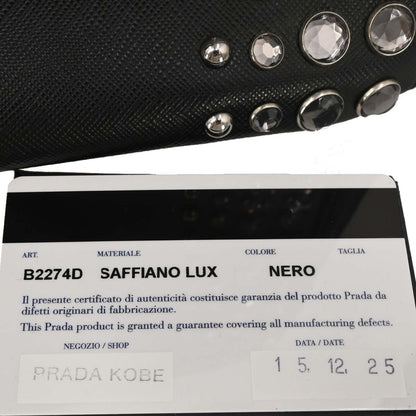 ART. MATERIALE COLORE TAGLIA
B2274D SAFFIANO LUX NERO
Il presente certificato di autenticità costituisce garanzia del prodotto Prada da
difetti originari di fabbricazione.
This Prada product is granted a guarantee covering all manufacturing defects.
NEGOZIO / SHOP DATA / DATE
PRADA KOBE 1 5. 12. 25